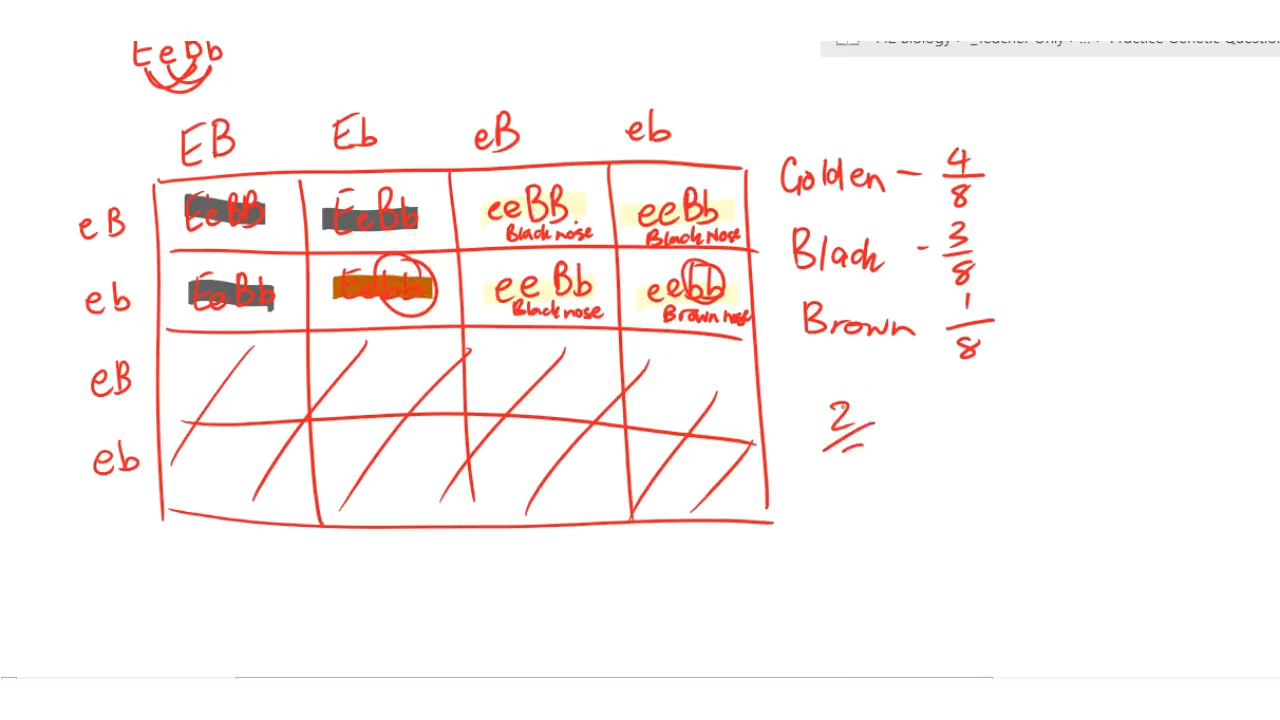 EeBb
EB Eb eB eb
eB EeBB EeBb eeBB eeBb
Black nose Black Nose
eb EeBb Eebb eeBb eebb
Black nose Brown nose
eB
eb
Golden - 4/8
Black - 3/8
Brown 1/8
2